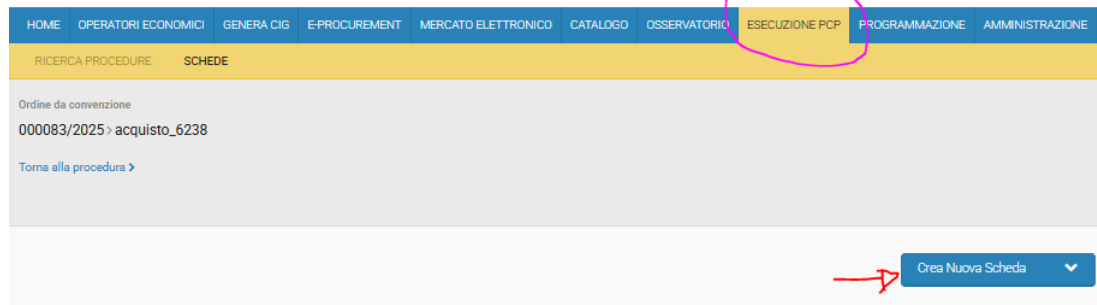 HOME OPERATORI ECONOMICI GENERA CIG E-PROCUREMENT MERCATO ELETTRONICO CATALOGO OSSERVATORIO ESECUZIONE PCP PROGRAMMAZIONE AMMINISTRAZIONE
RICERCA PROCEDURE SCHEDE
Ordine da convenzione
000083/2025 > acquisto_6238
Torna alla procedura >
Crea Nuova Scheda